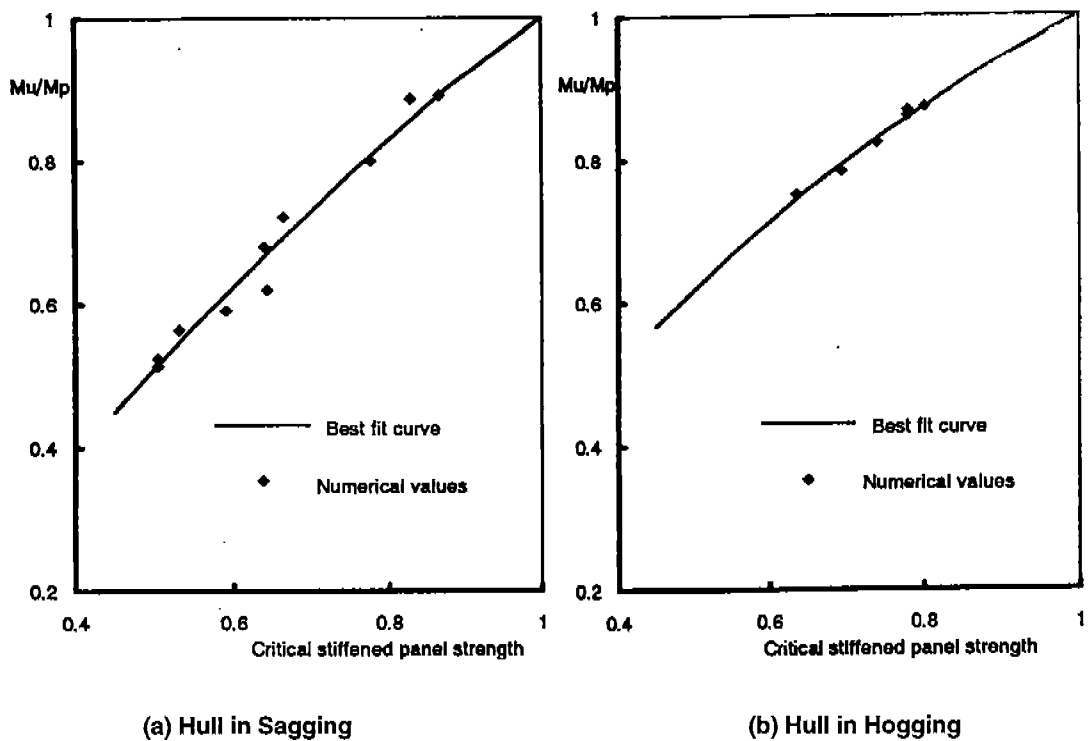 1
Mu/Mp
0.8
0.6
0.4
0.2
0.4
0.6
0.8
1
Best fit curve
Numerical values
Critical stiffened panel strength
(a) Hull in Sagging
1
Mu/Mp
0.8
0.6
0.4
0.2
0.4
0.6
0.8
1
Best fit curve
Numerical values
Critical stiffened panel strength
(b) Hull in Hogging